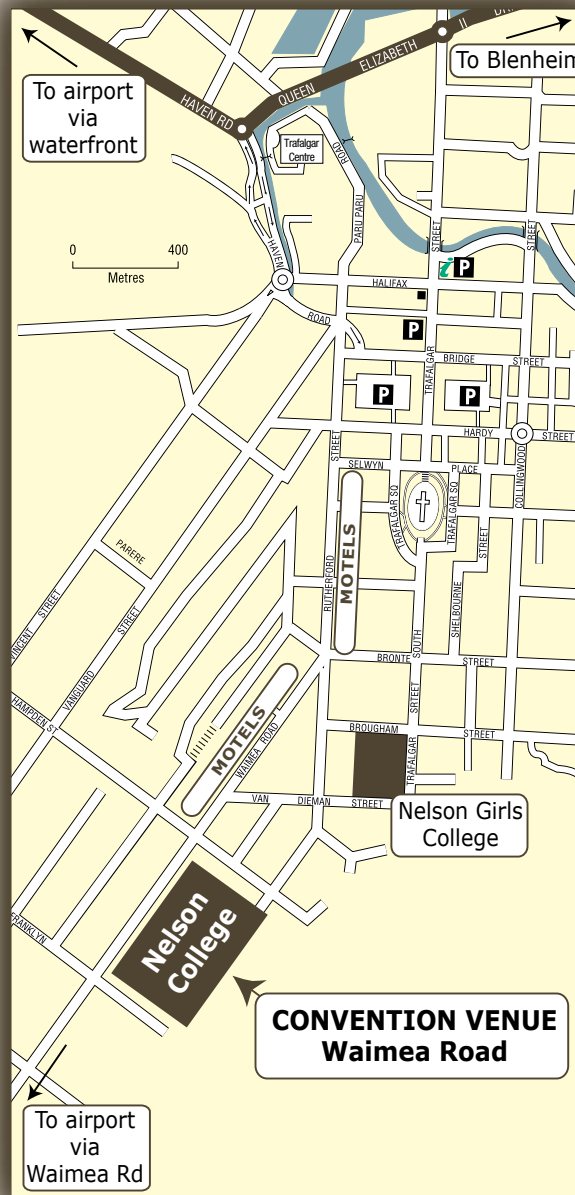 To airport
via
waterfront
To Blenheim
HAVEN RD
QUEEN
ELIZABETH
II
Trafalgar
Centre
PARU PARU
ROAD
0
400
Metres
HAVEN
ROAD
STREET
STREET
i
P
HALIFAX
P
BRIDGE
STREET
TRAFALGAR
P
P
HARDY
STREET
COLLINGWOOD
STREET
SELWYN
PLACE
TRAFALGAR SQ
TRAFALGAR SQ
STREET
SHELBOURNE
RUTHERFORD
MOTELS
PARERE
VINCENT
STREET
VANGUARD
STREET
HAMPDEN ST
SOUTH
BRONTE
STREET
SRTEET
TRAFALGAR
BROUGHAM
STREET
MOTELS
WAIMEA ROAD
VAN
DIEMAN
STREET
Nelson Girls
College
FRANKLYN
Nelson
College
CONVENTION VENUE
Waimea Road
To airport
via
Waimea Rd